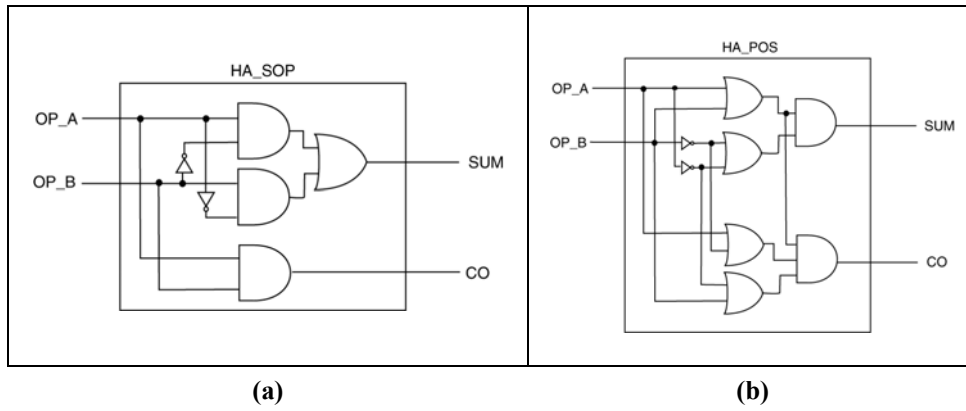 HA_SOP
OP_A
OP_B
SUM
CO
(a)
HA_POS
OP_A
OP_B
SUM
CO
(b)